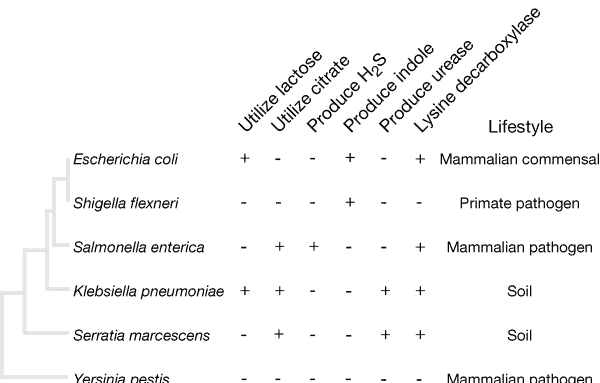 Utilize lactose
Utilize citrate
Produce H₂S
Produce indole
Produce urease
Lysine decarboxylase
Lifestyle
Escherichia coli + - - + - + Mammalian commensal
Shigella flexneri - - - + - - Primate pathogen
Salmonella enterica - + + - - + Mammalian pathogen
Klebsiella pneumoniae + + - - + + Soil
Serratia marcescens - + - - + + Soil
Yersinia pestis - - - - - - Mammalian pathogen